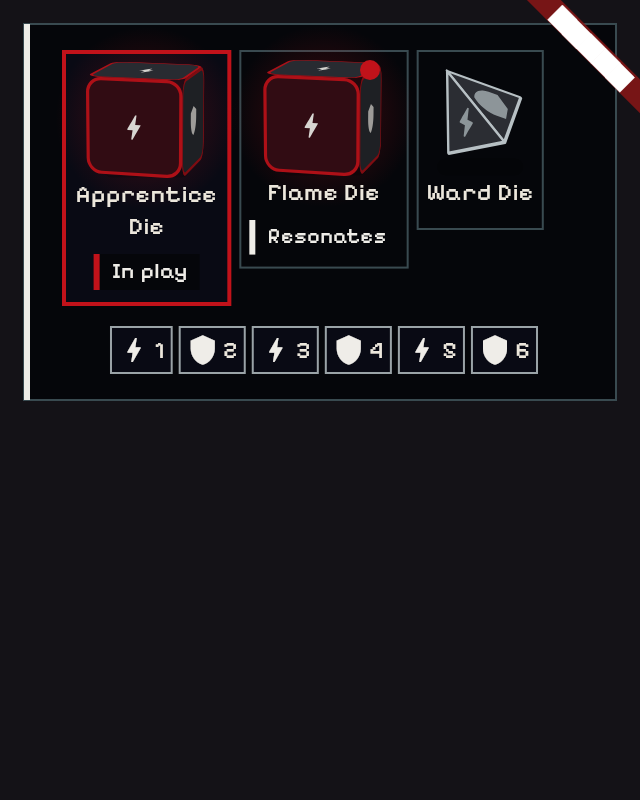 Apprentice
Die
In play
Flame Die
Resonates
Ward Die
1 2 3 4 5 6